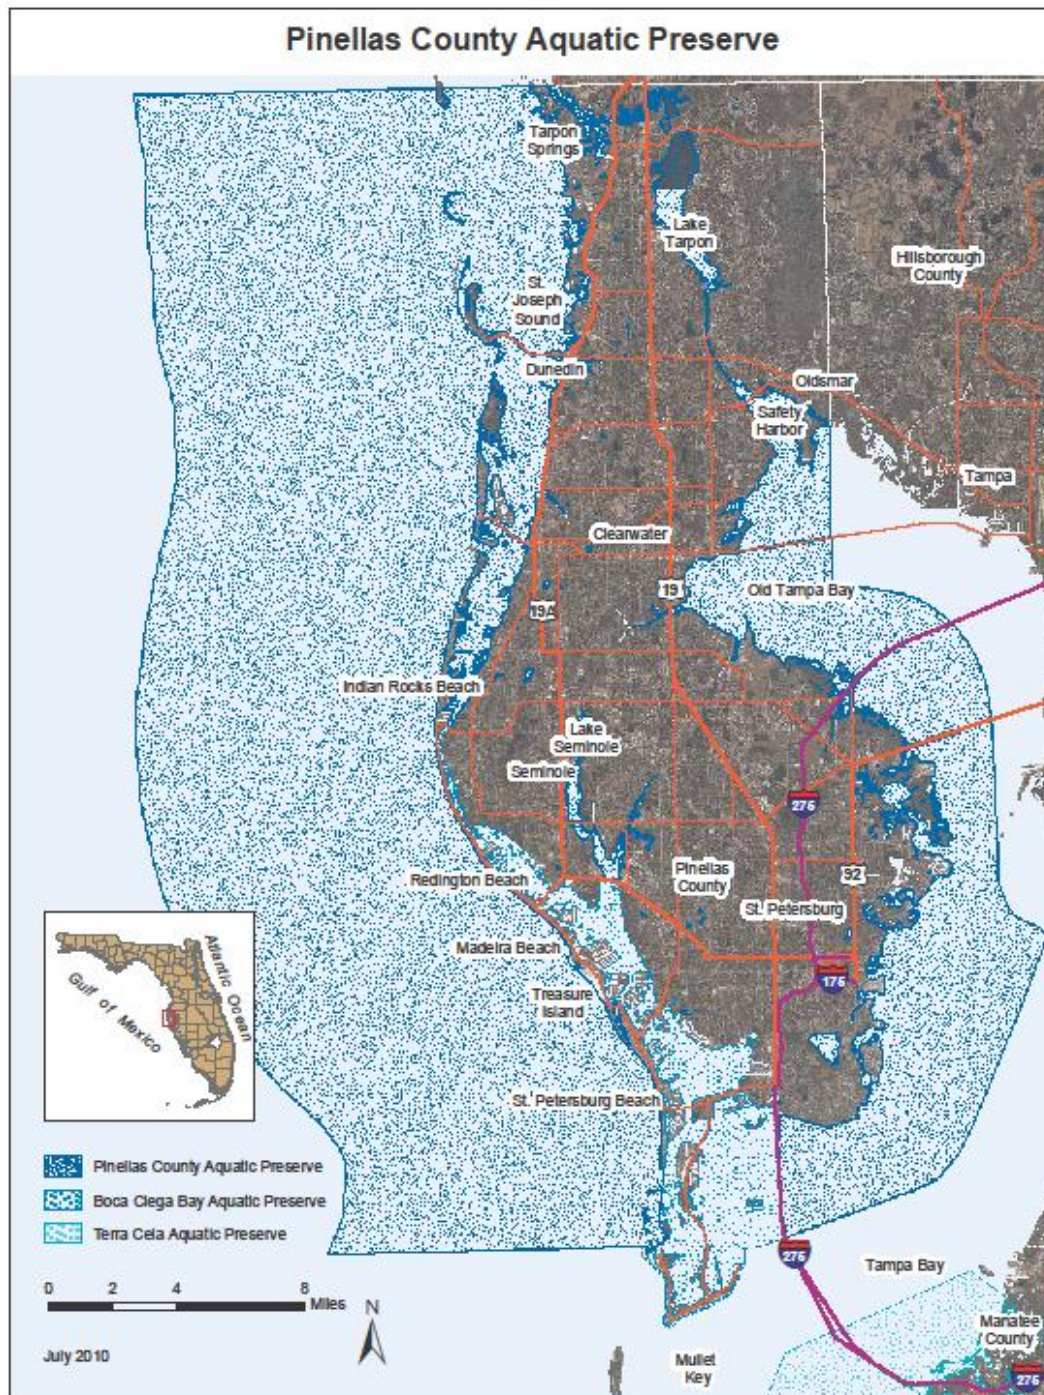 Pinellas County Aquatic Preserve
Tarpon
Springs
Lake
Tarpon
Hillsborough
County
St.
Joseph
Sound
Dunedin
Oldsmar
Safety
Harbor
Tampa
Clearwater
19
Old Tampa Bay
19A
Indian Rocks Beach
Lake
Seminole
Seminole
275
Pinellas
County
92
Redington Beach
St. Petersburg
Madeira Beach
175
Treasure
Island
St. Petersburg Beach
Atlantic Ocean
Gulf of Mexico
Pinellas County Aquatic Preserve
Boca Ciega Bay Aquatic Preserve
Terra Ceia Aquatic Preserve
275
Tampa Bay
0 2 4 8
Miles
N
Manatee
County
July 2010
Mullet
Key
275